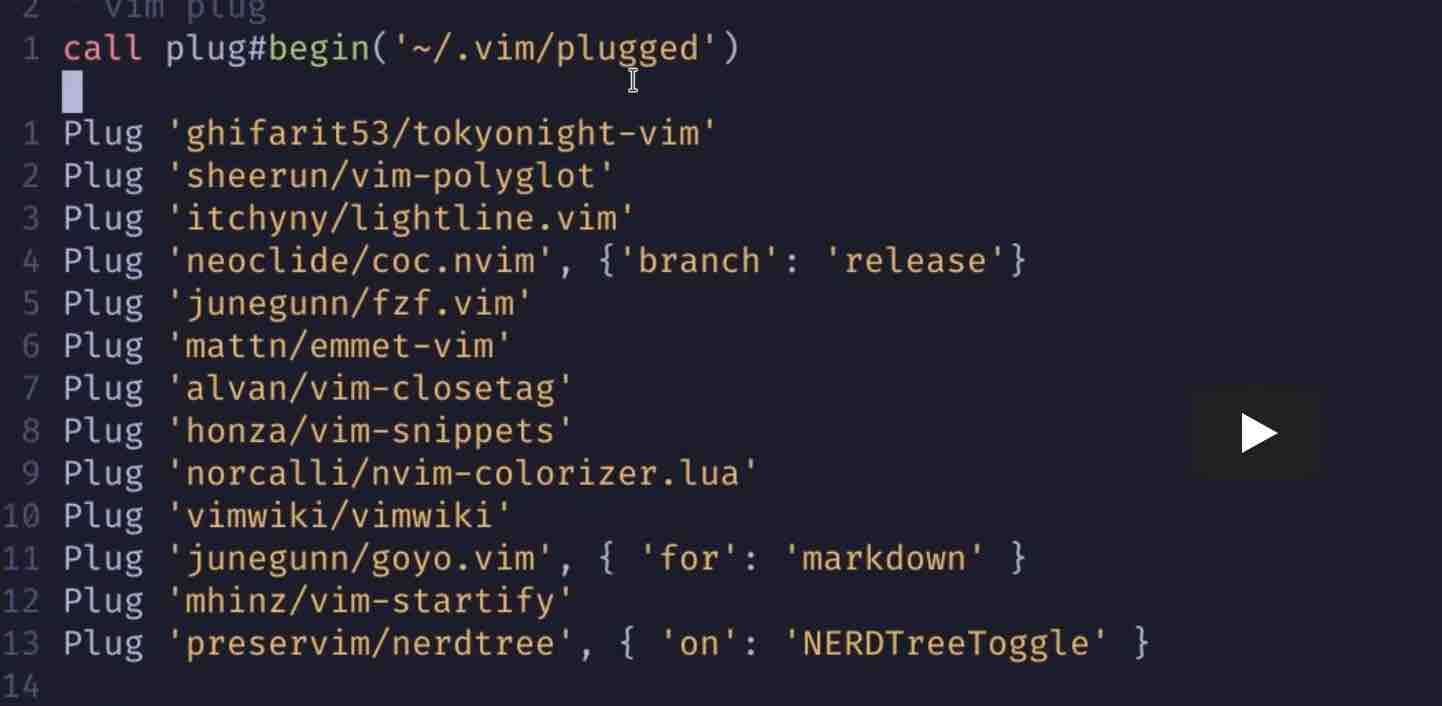 2 " vim plug
1 call plug#begin('~/.vim/plugged')
1 Plug 'ghifarit53/tokyonight-vim'
2 Plug 'sheerun/vim-polyglot'
3 Plug 'itchyny/lightline.vim'
4 Plug 'neoclide/coc.nvim', {'branch': 'release'}
5 Plug 'junegunn/fzf.vim'
6 Plug 'mattn/emmet-vim'
7 Plug 'alvan/vim-closetag'
8 Plug 'honza/vim-snippets'
9 Plug 'norcalli/nvim-colorizer.lua'
10 Plug 'vimwiki/vimwiki'
11 Plug 'junegunn/goyo.vim', { 'for': 'markdown' }
12 Plug 'mhinz/vim-startify'
13 Plug 'preservim/nerdtree', { 'on': 'NERDTreeToggle' }
14